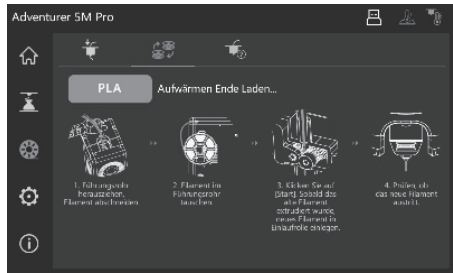 Adventurer 5M Pro
PLA
Aufwärmen Ende Laden...
1. Führungsrohr
herausziehen,
Filament abschneiden
2. Filament im
Führungsrohr
tauschen
3. Klicken Sie auf
[Start]. Sobald das
alte Filament
extrudiert wurde,
neues Filament in
Einlaufrolle einlegen.
4. Prüfen, ob
das neue Filament
austritt.